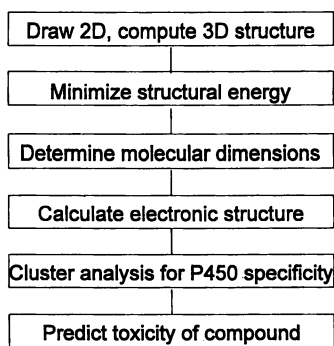 Draw 2D, compute 3D structure
Minimize structural energy
Determine molecular dimensions
Calculate electronic structure
Cluster analysis for P450 specificity
Predict toxicity of compound